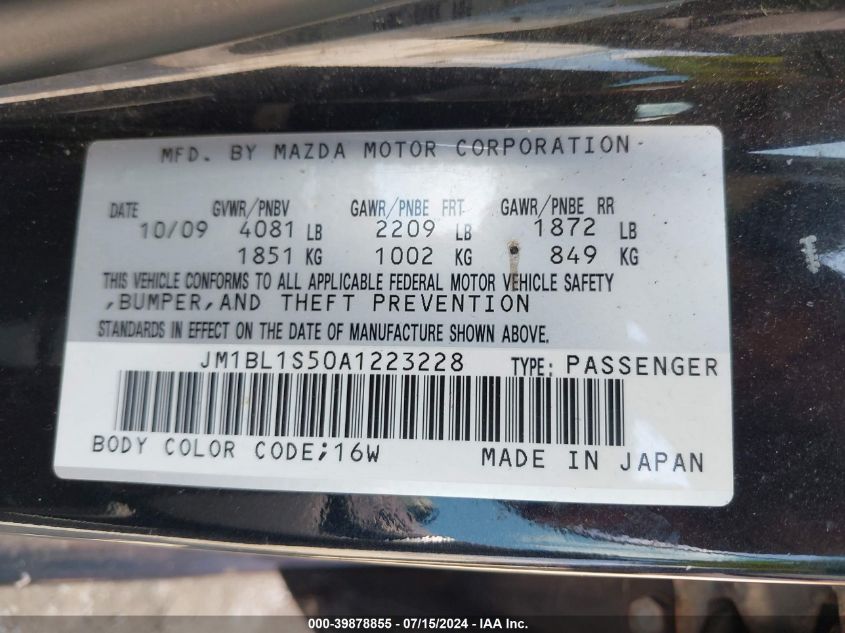 MFD. BY MAZDA MOTOR CORPORATION
DATE GVWR/PNBV GAWR/PNBE FRT GAWR/PNBE RR
10/09 4081 LB 2209 LB 1872 LB
1851 KG 1002 KG 849 KG
THIS VEHICLE CONFORMS TO ALL APPLICABLE FEDERAL MOTOR VEHICLE SAFETY
,BUMPER,AND THEFT PREVENTION
STANDARDS IN EFFECT ON THE DATE OF MANUFACTURE SHOWN ABOVE.
JM1BL1S50A1223228 TYPE: PASSENGER
BODY COLOR CODE;16W MADE IN JAPAN
000-39878855 - 07/15/2024 - IAA Inc.